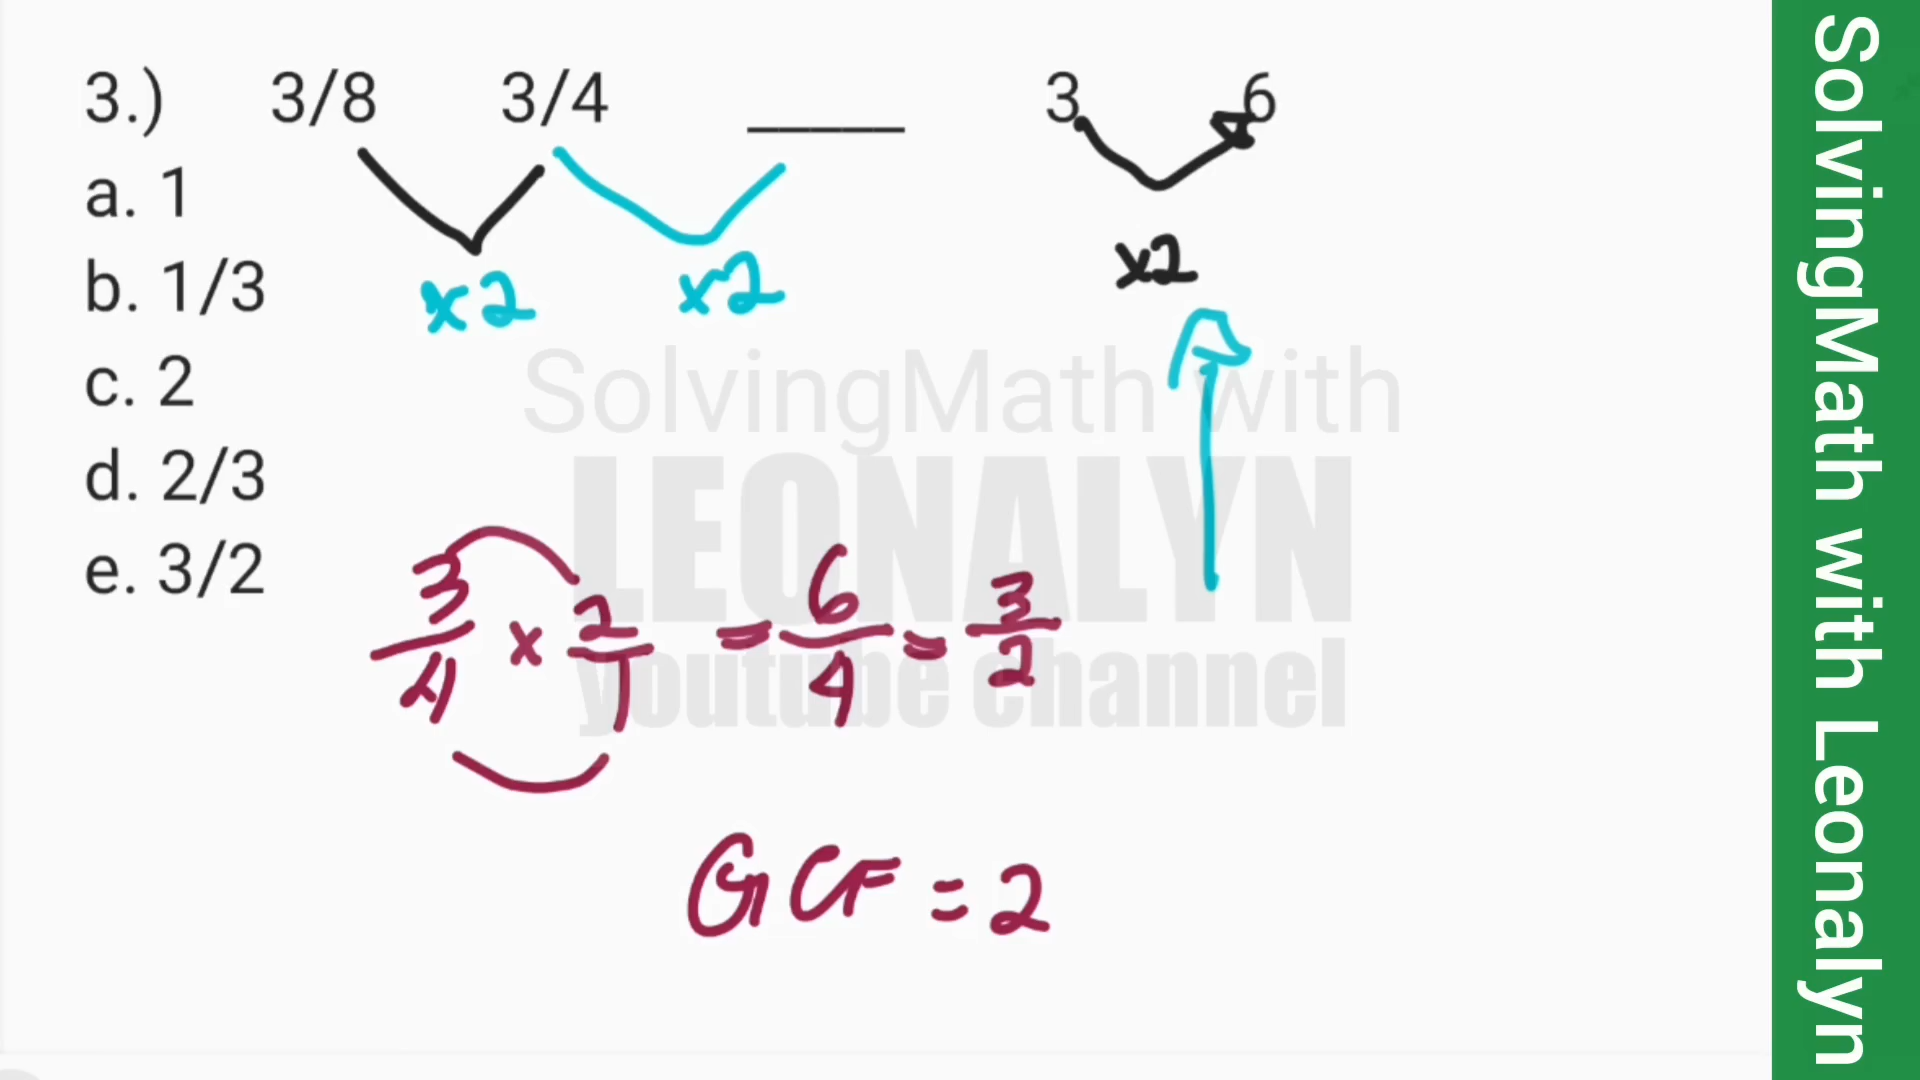 3.) 3/8 3/4 ____ 3 6
a. 1
b. 1/3
x2 x2 x2
c. 2
d. 2/3
e. 3/2
3/4 x 2/1 = 6/4 = 3/2
GCF = 2
SolvingMath with
LEONALYN
youtube channel
SolvingMath with Leonalyn